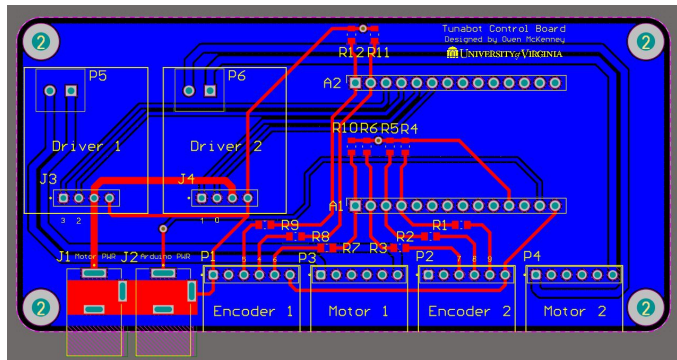 Tunabot Control Board
Designed by Owen McKenney
UNIVERSITY of VIRGINIA
2
2
P5
P6
R12 R11
A2
Driver 1
Driver 2
R10 R6 R5 R4
J3
J4
3 2
1 0
A1
R9
R8
R7
R1
R2
R3
J1 Motor PWR
J2 Arduino PWR
P1
5 4 6
P3
P2
7 8 9
P4
2
Encoder 1
Motor 1
Encoder 2
Motor 2
2